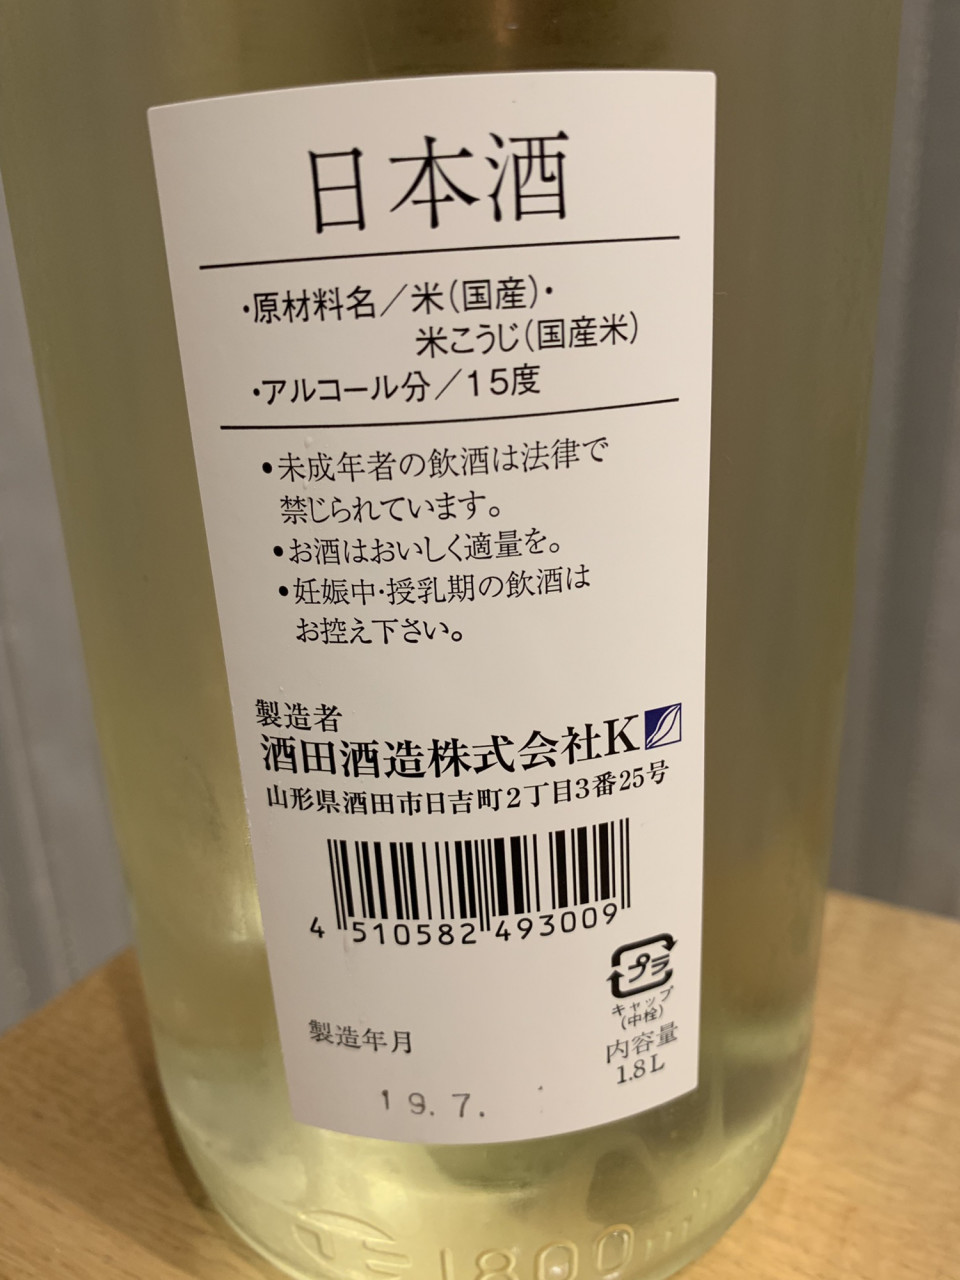 日本酒
・原材料名／米(国産)・
米こうじ(国産米)
・アルコール分／15度
•未成年者の飲酒は法律で
禁じられています。
•お酒はおいしく適量を。
•妊娠中・授乳期の飲酒は
お控え下さい。
製造者
酒田酒造株式会社K
山形県酒田市日吉町2丁目3番25号
4 510582 493009
プラ
キャップ
(中栓)
製造年月
内容量
1.8L
19.7.
1800ml